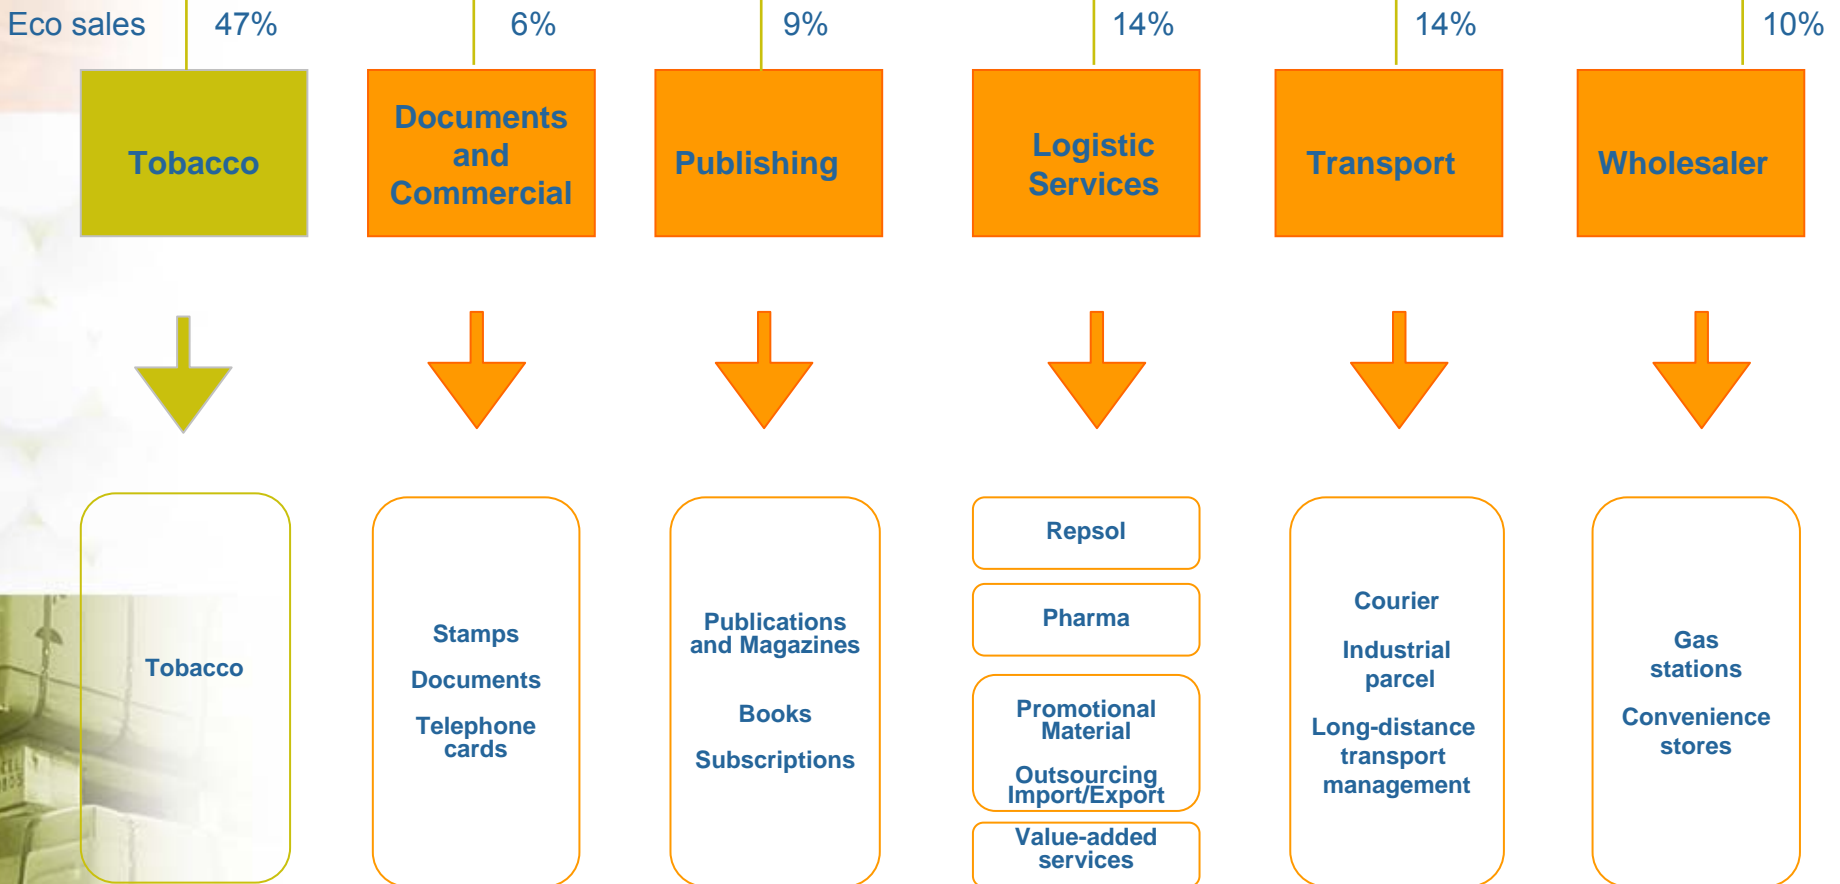 Eco sales 47% 6% 9% 14% 14% 10%
Tobacco
Documents
and
Commercial
Publishing
Logistic
Services
Transport
Wholesaler
Tobacco
Stamps
Documents
Telephone
cards
Publications
and Magazines
Books
Subscriptions
Repsol
Pharma
Promotional
Material
Outsourcing
Import/Export
Value-added
services
Courier
Industrial
parcel
Long-distance
transport
management
Gas
stations
Convenience
stores